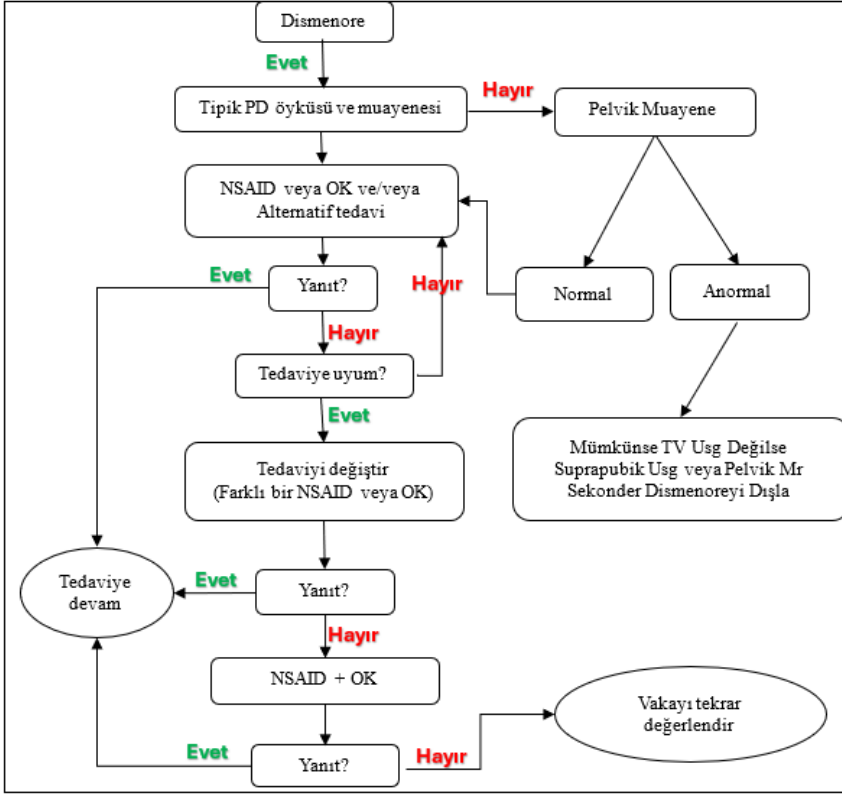 Dismenore
Evet
Tipik PD öyküsü ve muayenesi
Hayır
Pelvik Muayene
NSAID veya OK ve/veya
Alternatif tedavi
Evet
Yanıt?
Hayır
Normal
Anormal
Hayır
Tedaviye uyum?
Evet
Tedaviyi değiştir
(Farklı bir NSAID veya OK)
Mümkünse TV Usg Değilse
Suprapubik Usg veya Pelvik Mr
Sekonder Dismenoreyi Dışla
Tedaviye
devam
Evet
Yanıt?
Hayır
NSAID + OK
Vakayı tekrar
değerlendir
Evet
Yanıt?
Hayır